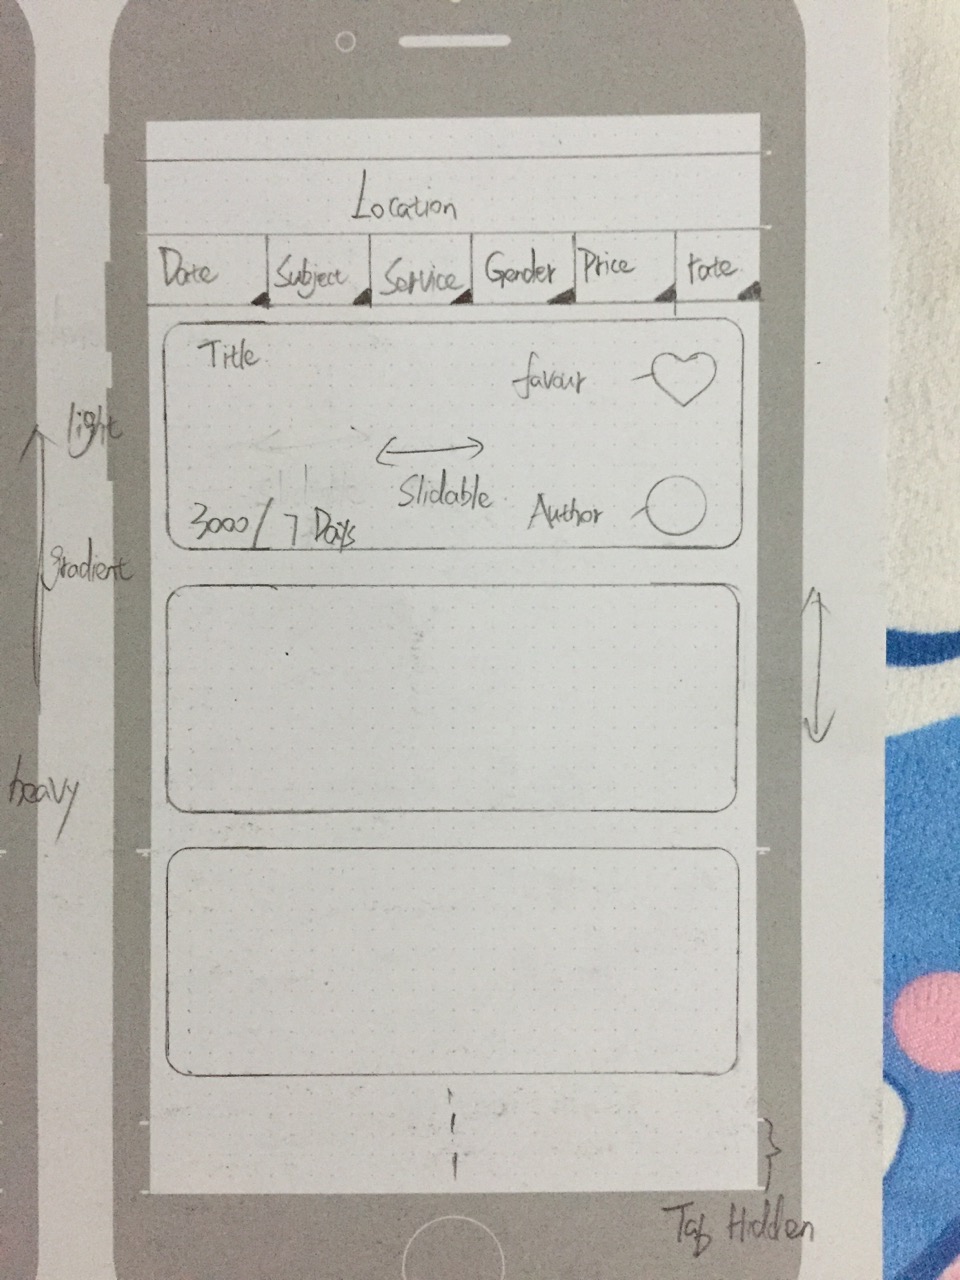 Location
Date
Subject
Service
Gender
Price
rate
Title
favour
Slidable
3000 / 7 Days
Author
light
gradient
heavy
Tab Hidden